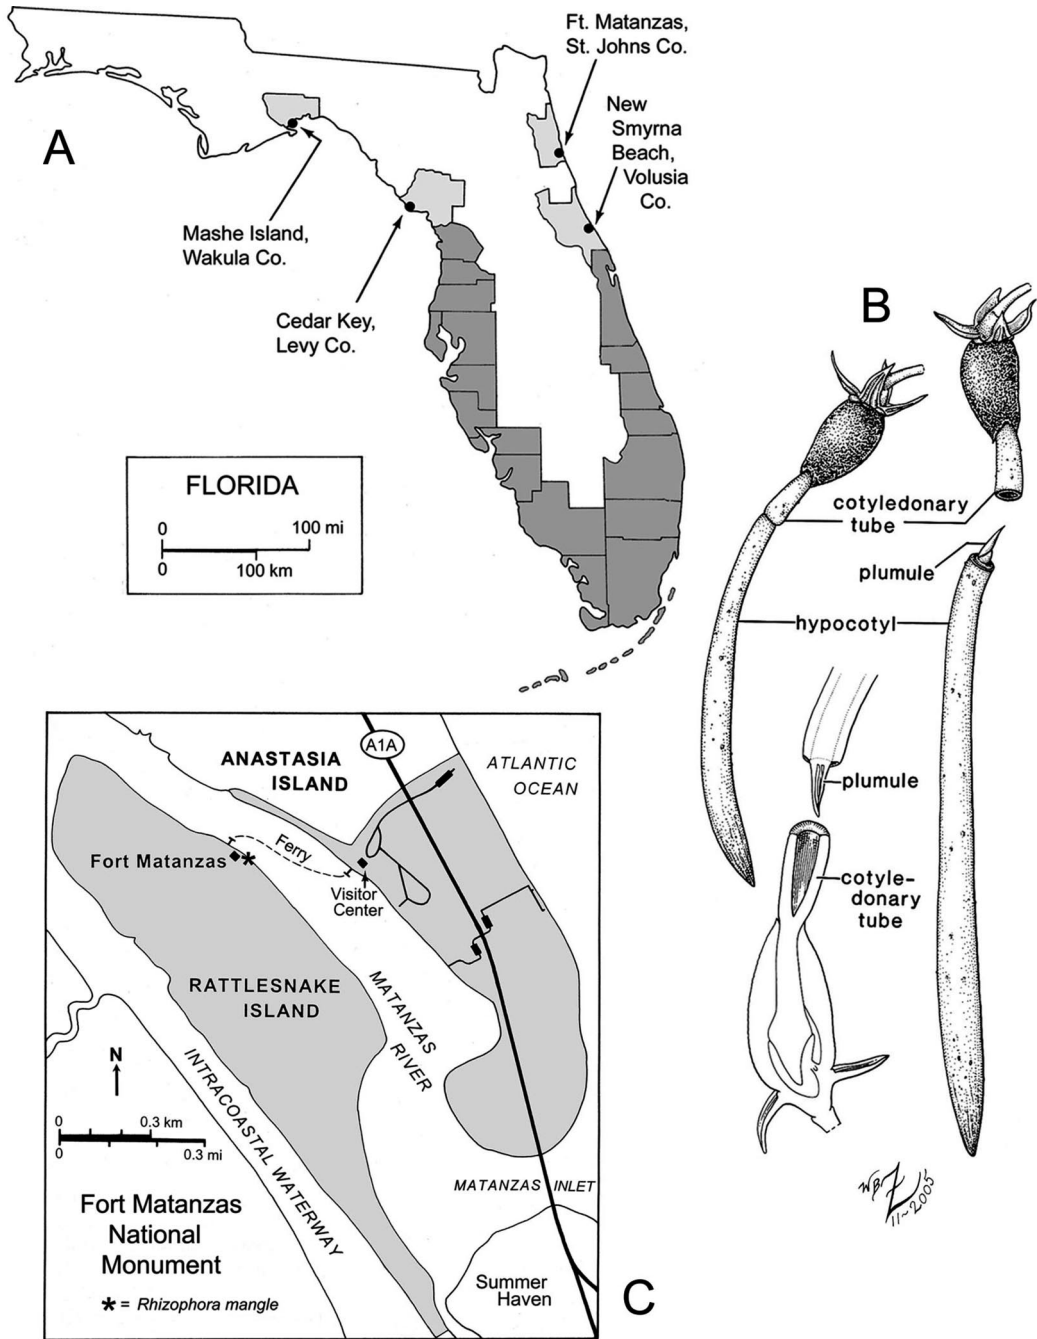 A
Ft. Matanzas,
St. Johns Co.
New
Smyrna
Beach,
Volusia
Co.
Mashe Island,
Wakula Co.
Cedar Key,
Levy Co.
FLORIDA
0 100 mi
0 100 km
B
cotyledonary
tube
plumule
hypocotyl
plumule
cotyle-
donary
tube
WBZ
11~2005
A1A
ANASTASIA
ISLAND
ATLANTIC
OCEAN
Ferry
Fort Matanzas
*
Visitor
Center
RATTLESNAKE
ISLAND
MATANZAS
RIVER
INTRACOASTAL WATERWAY
N
0 0.3 km
0 0.3 mi
MATANZAS INLET
Fort Matanzas
National
Monument
* = Rhizophora mangle
Summer
Haven
C